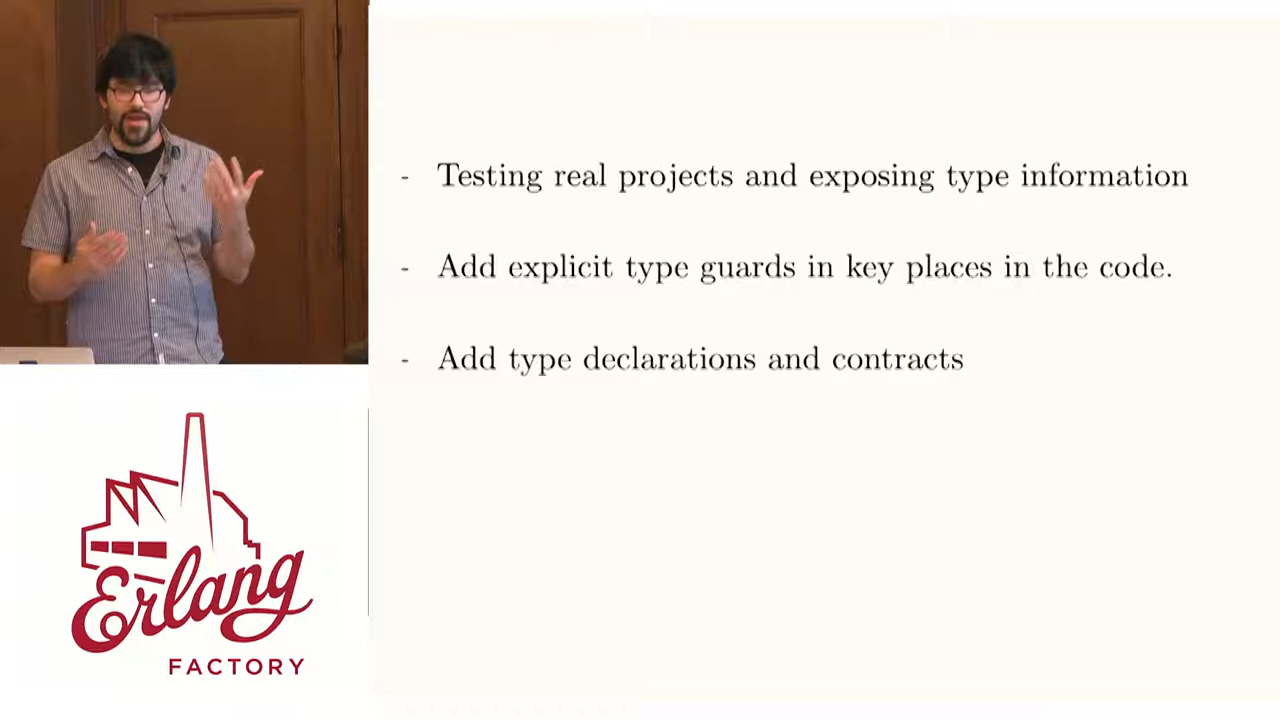 - Testing real projects and exposing type information
- Add explicit type guards in key places in the code.
- Add type declarations and contracts
Erlang
FACTORY